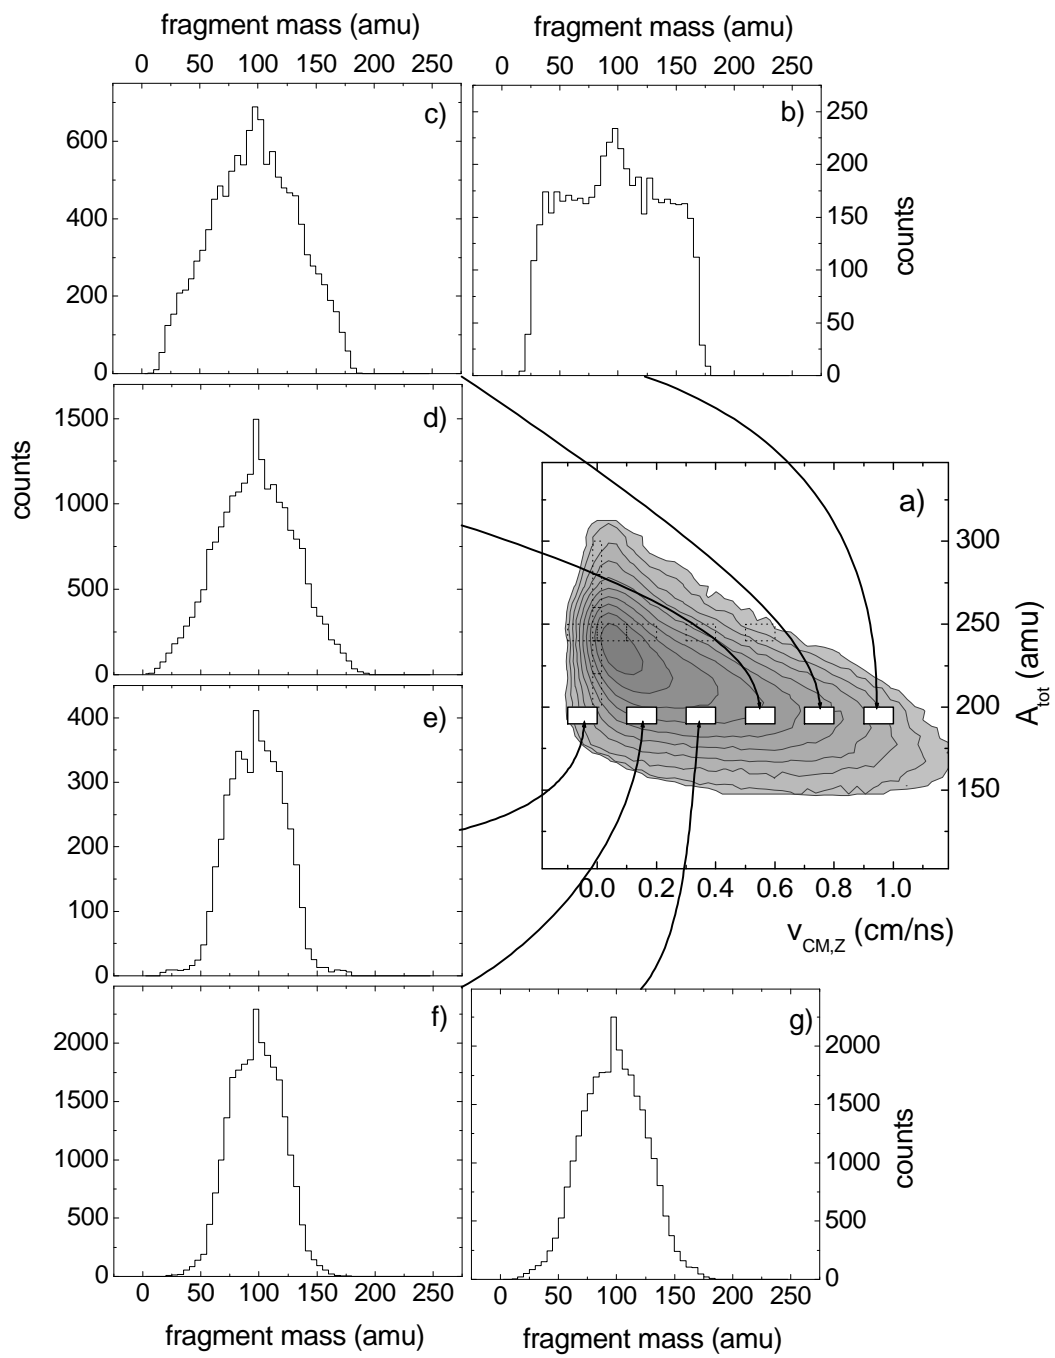 fragment mass (amu)
fragment mass (amu)
0 50 100 150 200 250
0 50 100 150 200 250
c)
600
400
200
0
b)
250
200
150
100
50
0
counts
d)
1500
1000
500
0
counts
a)
300
250
200
150
A_tot (amu)
0.0 0.2 0.4 0.6 0.8 1.0
v_CM,Z (cm/ns)
e)
400
300
200
100
0
f)
2000
1500
1000
500
0
0 50 100 150 200 250
fragment mass (amu)
g)
2000
1500
1000
500
0
counts
0 50 100 150 200 250
fragment mass (amu)